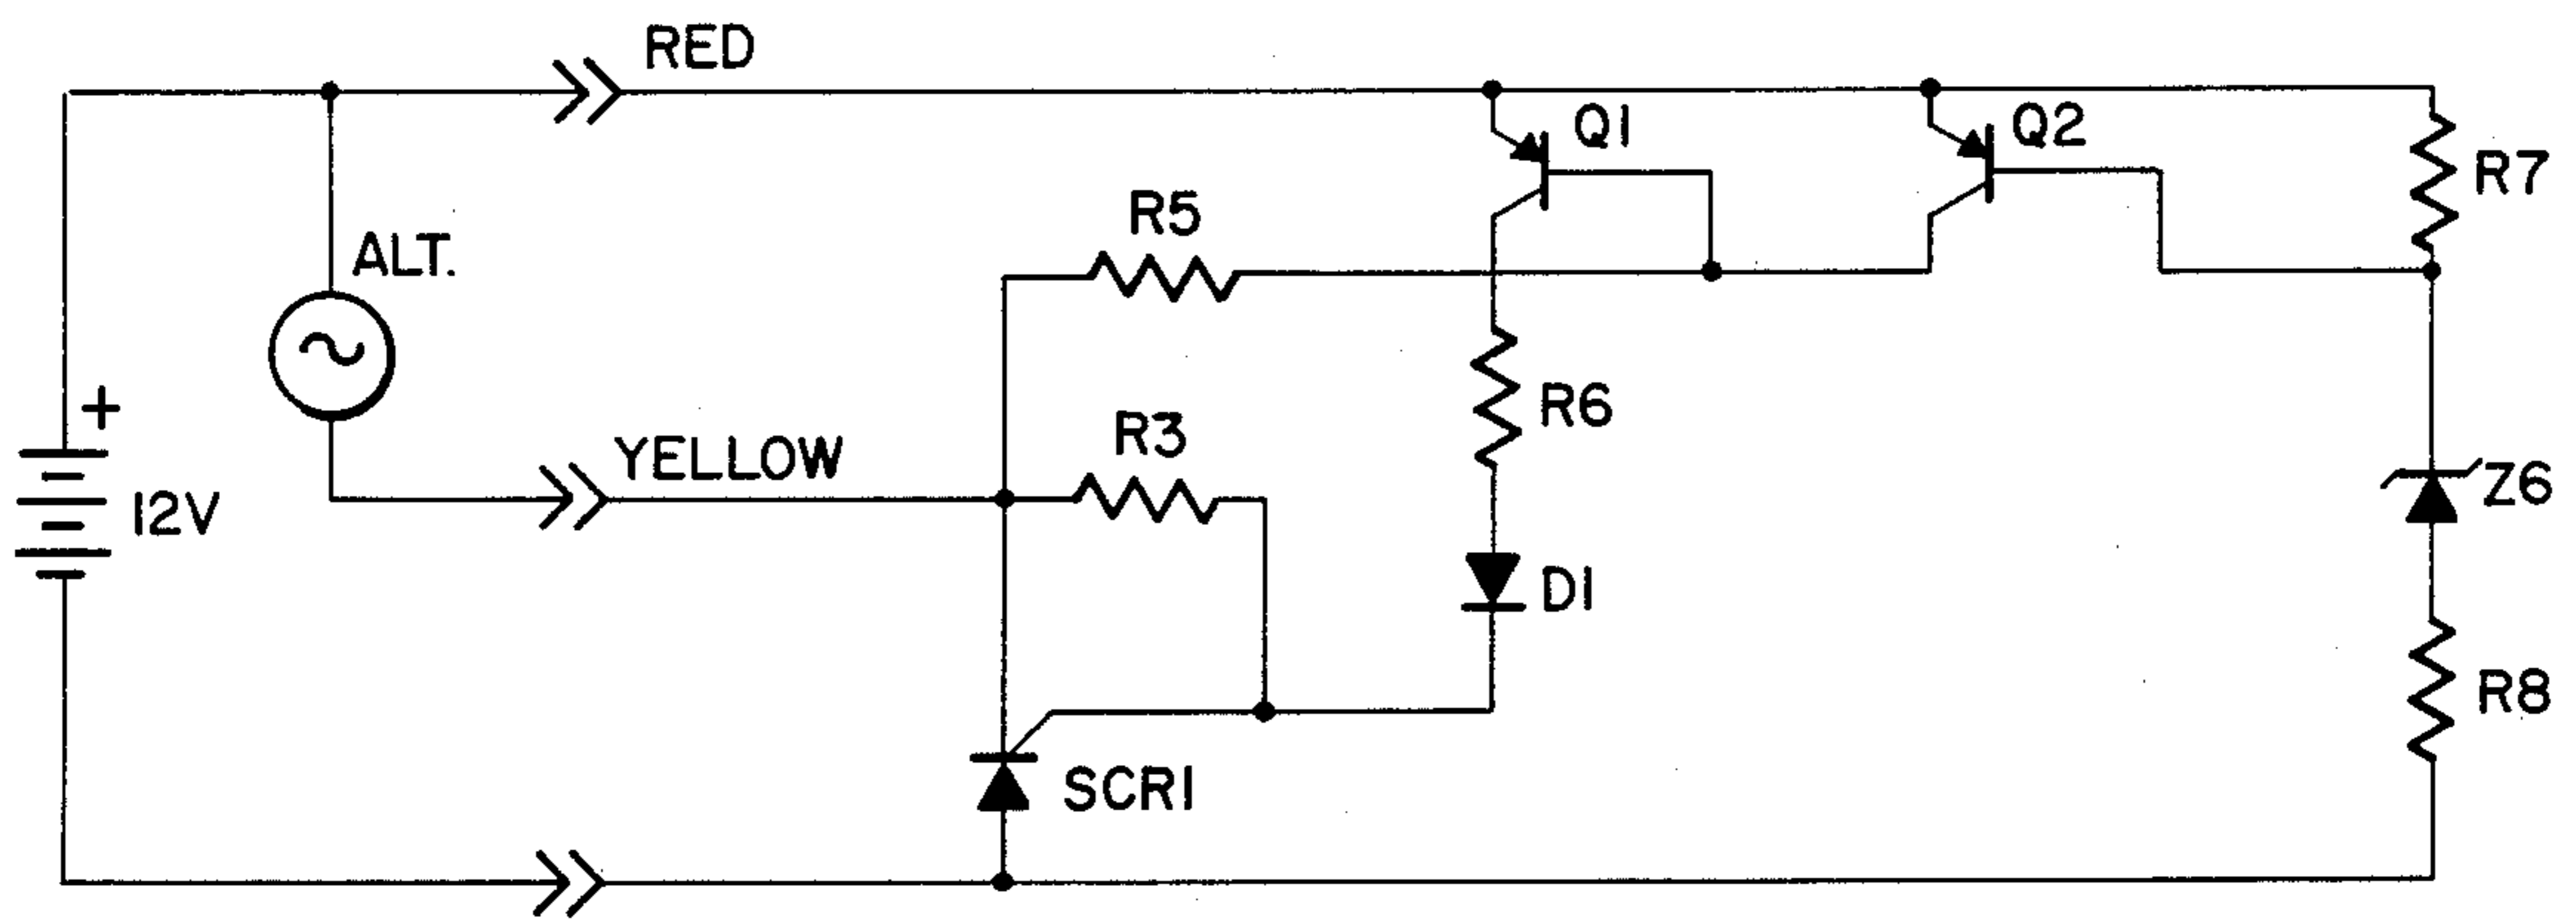 RED
Q1
Q2
R7
R5
ALT.
+
R6
R3
YELLOW
12V
Z6
D1
R8
SCR1